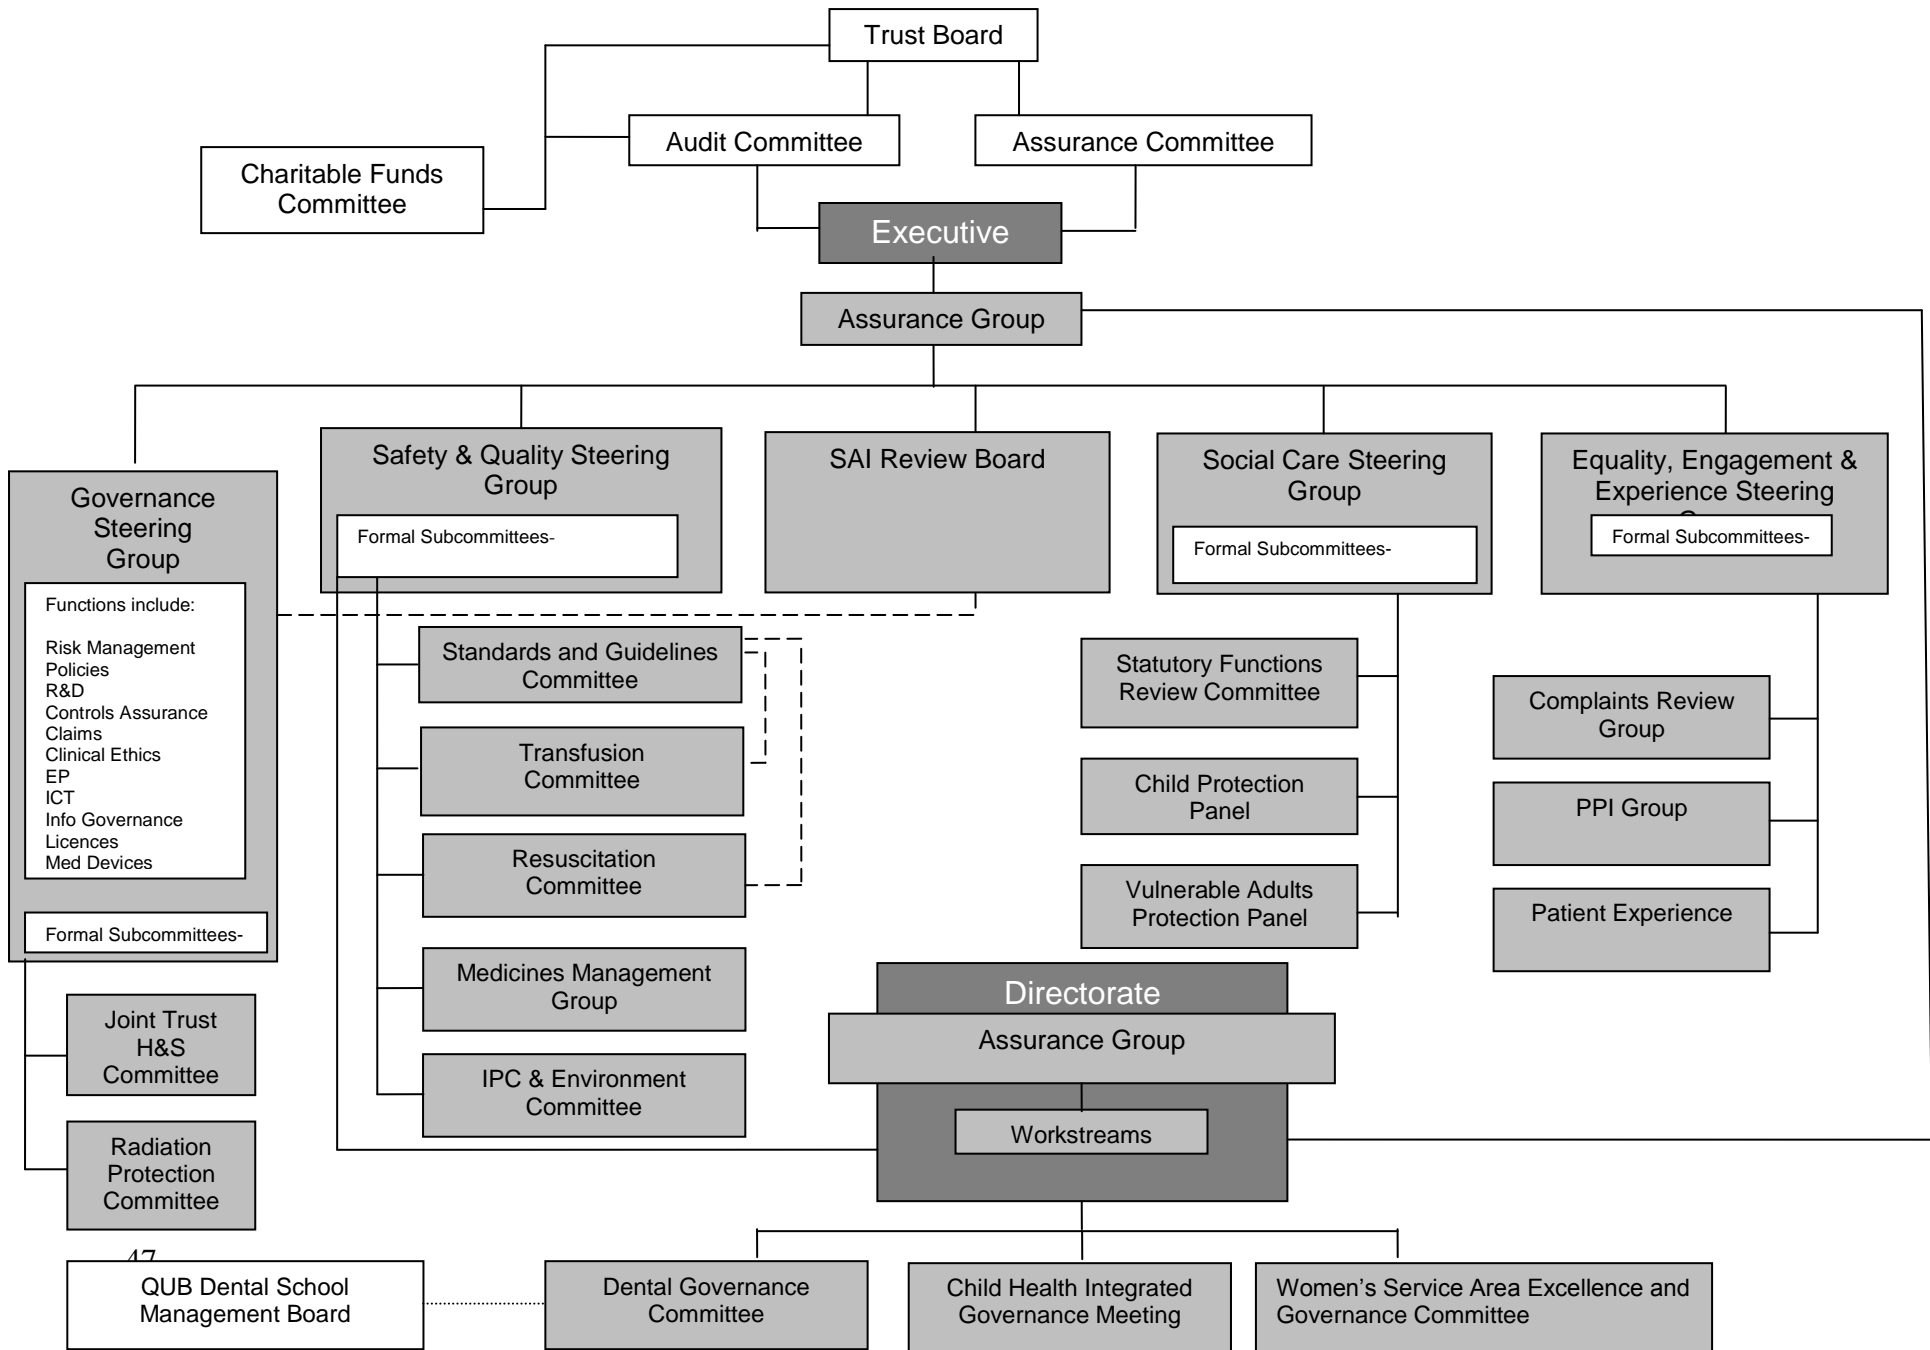 Trust Board
Audit Committee
Assurance Committee
Charitable Funds
Committee
Executive
Assurance Group
Governance
Steering
Group
Functions include:
Risk Management
Policies
R&D
Controls Assurance
Claims
Clinical Ethics
EP
ICT
Info Governance
Licences
Med Devices
Formal Subcommittees-
Joint Trust
H&S
Committee
Radiation
Protection
Committee
Safety & Quality Steering
Group
Formal Subcommittees-
Standards and Guidelines
Committee
Transfusion
Committee
Resuscitation
Committee
Medicines Management
Group
IPC & Environment
Committee
SAI Review Board
Social Care Steering
Group
Formal Subcommittees-
Statutory Functions
Review Committee
Child Protection
Panel
Vulnerable Adults
Protection Panel
Equality, Engagement &
Experience Steering
Formal Subcommittees-
Complaints Review
Group
PPI Group
Patient Experience
Directorate
Assurance Group
Workstreams
47
QUB Dental School
Management Board
Dental Governance
Committee
Child Health Integrated
Governance Meeting
Women’s Service Area Excellence and
Governance Committee